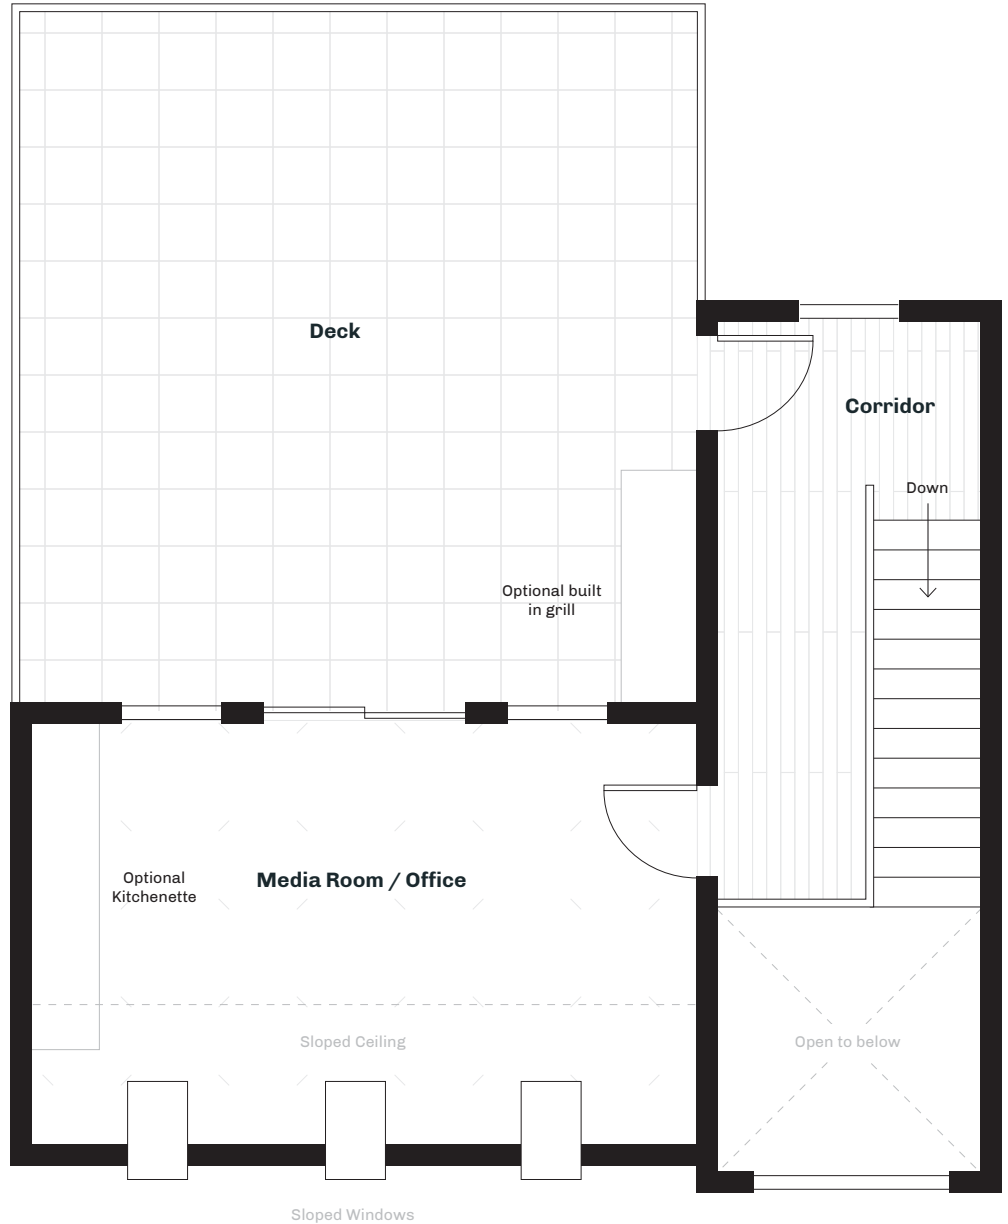 Deck
Corridor
Down
Optional built
in grill
Optional
Kitchenette
Media Room / Office
Sloped Ceiling
Open to below
Sloped Windows